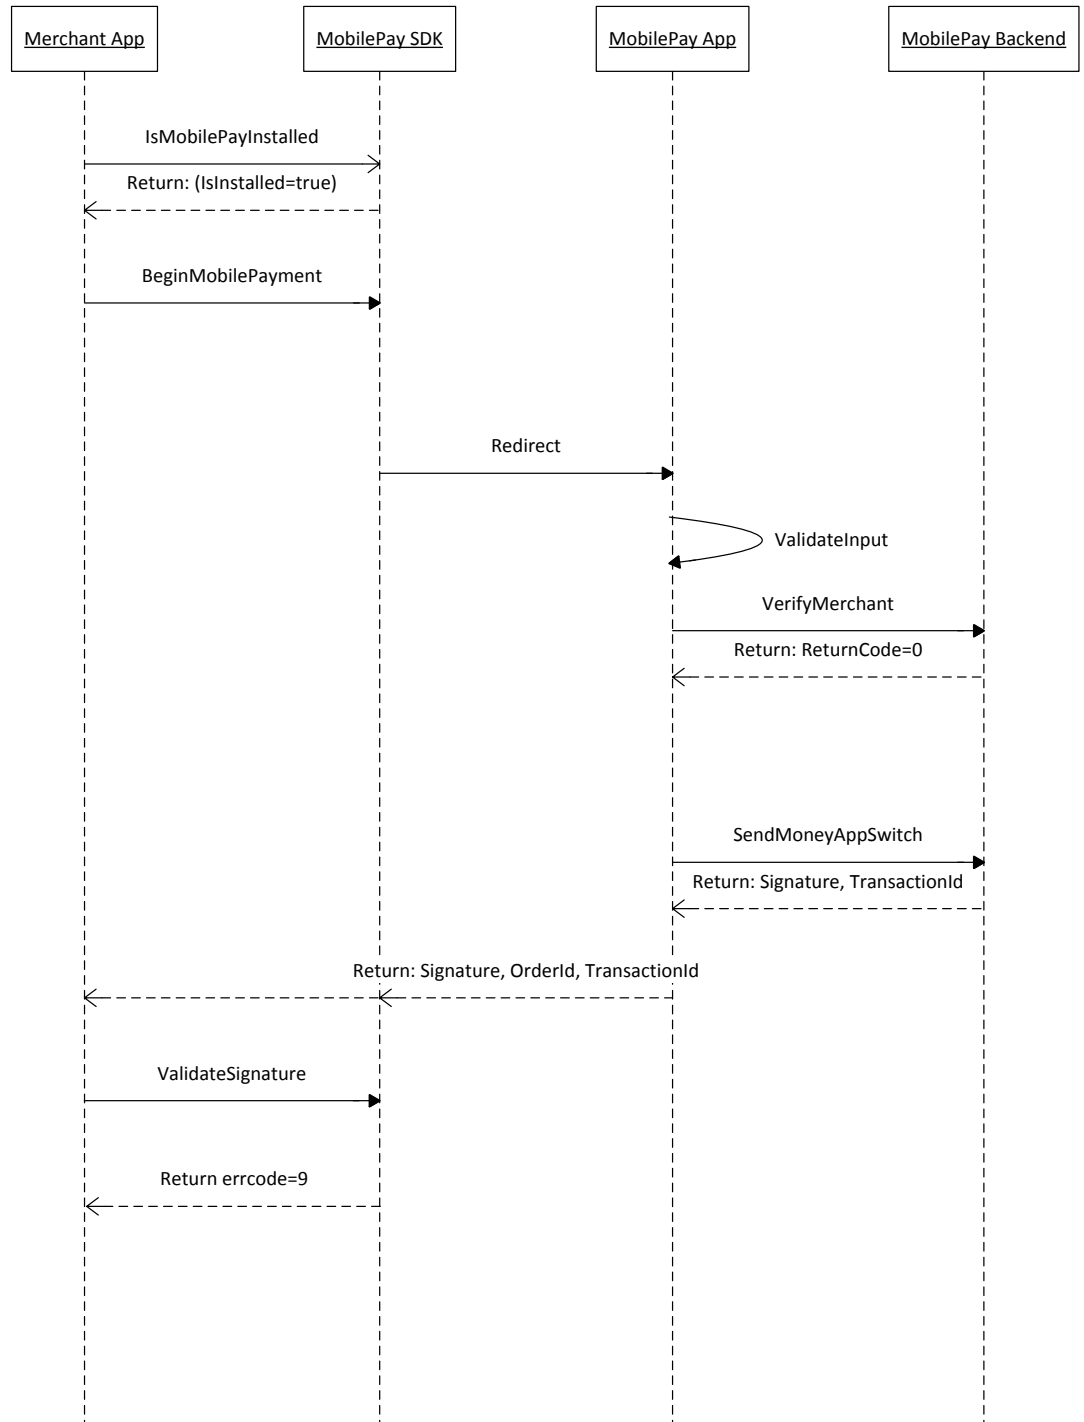 Merchant App
MobilePay SDK
MobilePay App
MobilePay Backend
IsMobilePayInstalled
Return: (IsInstalled=true)
BeginMobilePayment
Redirect
ValidateInput
VerifyMerchant
Return: ReturnCode=0
SendMoneyAppSwitch
Return: Signature, TransactionId
Return: Signature, OrderId, TransactionId
ValidateSignature
Return errcode=9